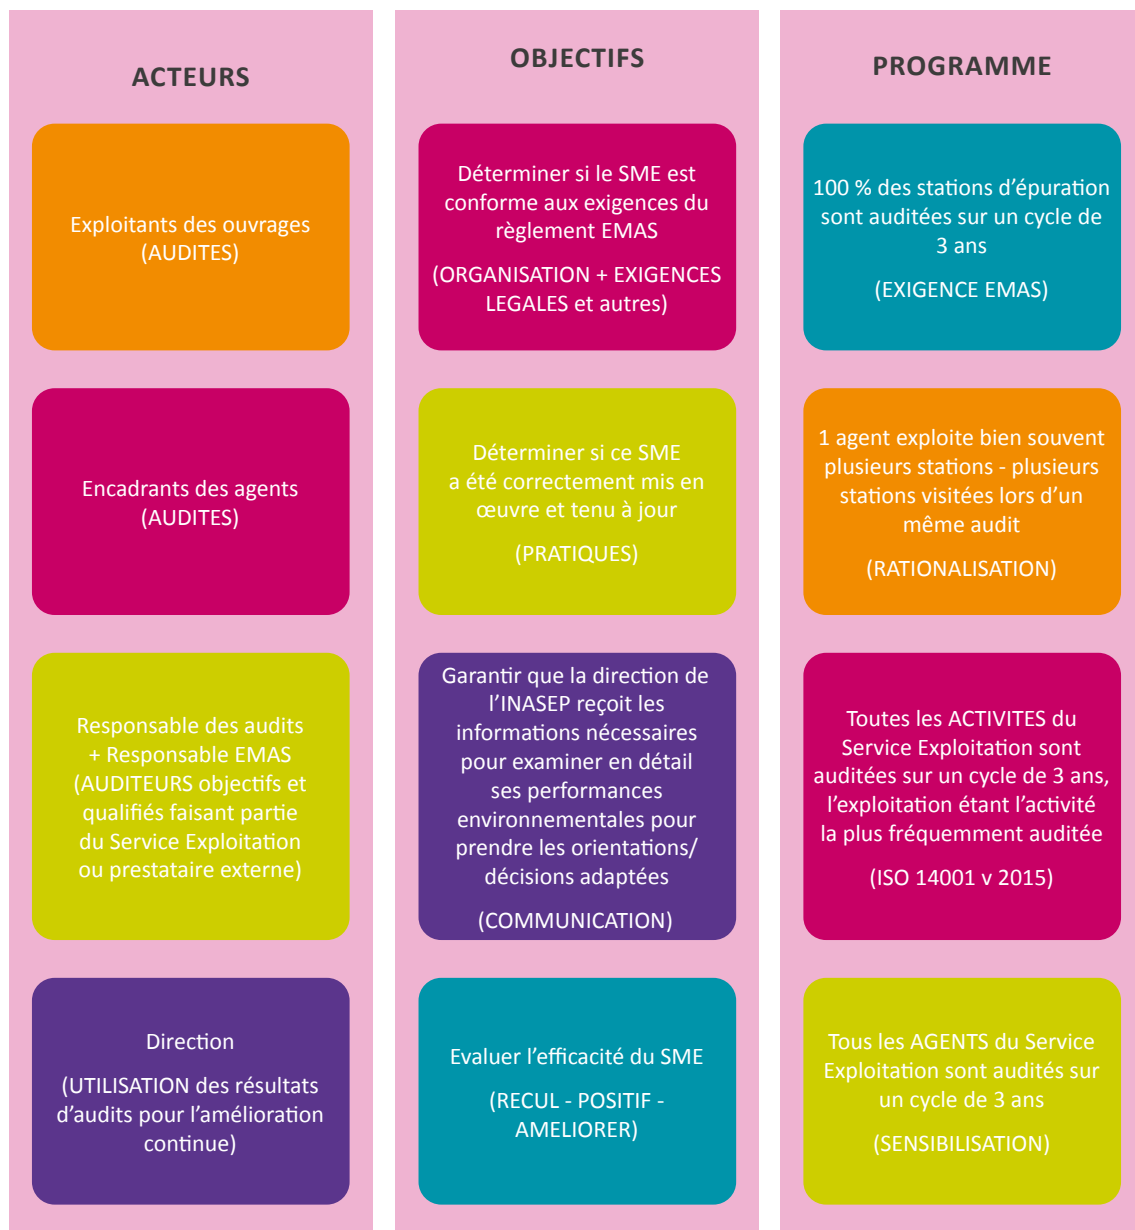 ACTEURS
Exploitants des ouvrages
(AUDITES)
Encadrants des agents
(AUDITES)
Responsable des audits
+ Responsable EMAS
(AUDITEURS objectifs et
qualifiés faisant partie
du Service Exploitation
ou prestataire externe)
Direction
(UTILISATION des résultats
d’audits pour l’amélioration
continue)
OBJECTIFS
Déterminer si le SME est
conforme aux exigences du
règlement EMAS
(ORGANISATION + EXIGENCES
LEGALES et autres)
Déterminer si ce SME
a été correctement mis en
œuvre et tenu à jour
(PRATIQUES)
Garantir que la direction de
l’INASEP reçoit les
informations nécessaires
pour examiner en détail
ses performances
environnementales pour
prendre les orientations/
décisions adaptées
(COMMUNICATION)
Evaluer l’efficacité du SME
(RECUL - POSITIF -
AMELIORER)
PROGRAMME
100 % des stations d’épuration
sont auditées sur un cycle de
3 ans
(EXIGENCE EMAS)
1 agent exploite bien souvent
plusieurs stations - plusieurs
stations visitées lors d’un
même audit
(RATIONALISATION)
Toutes les ACTIVITES du
Service Exploitation sont
auditées sur un cycle de 3 ans,
l’exploitation étant l’activité
la plus fréquemment auditée
(ISO 14001 v 2015)
Tous les AGENTS du Service
Exploitation sont audités sur
un cycle de 3 ans
(SENSIBILISATION)